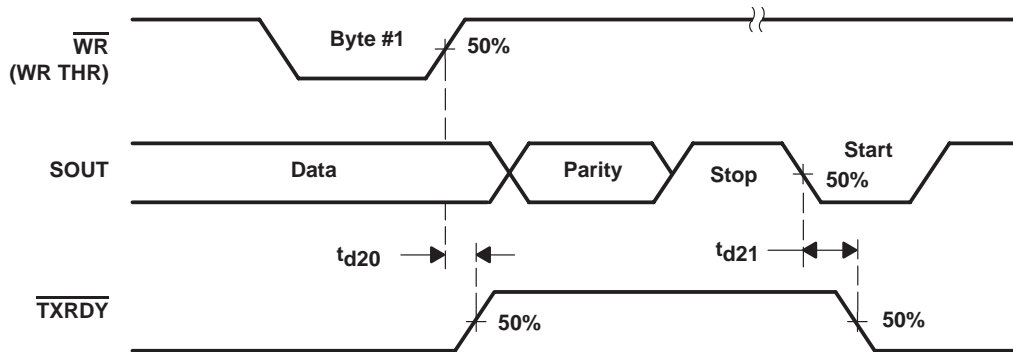 WR
(WR THR)
Byte #1
50%
SOUT
Data
Parity
Stop
Start
50%
td20
td21
TXRDY
50%
50%